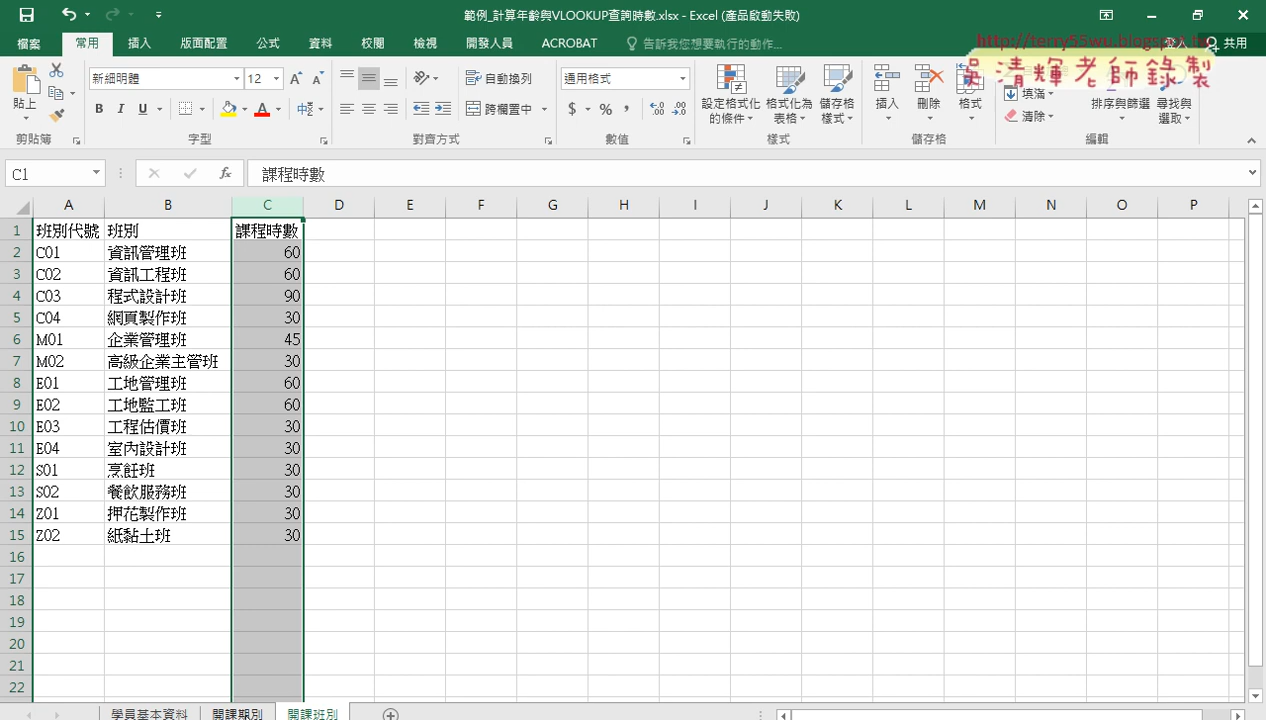 範例_計算年齡與VLOOKUP查詢時數.xlsx - Excel (產品啟動失敗)
檔案 常用 插入 版面配置 公式 資料 校閱 檢視 開發人員 ACROBAT 告訴我您想要執行的動作... 登入 共用
http://terry55wu.blogspot.tw
吳清輝老師錄製
貼上 新細明體 12 自動換列 通用格式 設定格式化的條件 格式化為表格 儲存格樣式 插入 刪除 格式 填滿 排序與篩選 尋找與選取
B I U 跨欄置中 $ % 清除
剪貼簿 字型 對齊方式 數值 樣式 儲存格 編輯
C1 fx 課程時數
A B C D E F G H I J K L M N O P
1 班別代號 班別 課程時數
2 C01 資訊管理班 60
3 C02 資訊工程班 60
4 C03 程式設計班 90
5 C04 網頁製作班 30
6 M01 企業管理班 45
7 M02 高級企業主管班 30
8 E01 工地管理班 60
9 E02 工地監工班 60
10 E03 工程估價班 30
11 E04 室內設計班 30
12 S01 烹飪班 30
13 S02 餐飲服務班 30
14 Z01 押花製作班 30
15 Z02 紙黏土班 30
16
17
18
19
20
21
22
學員基本資料 開課期別 開課班別